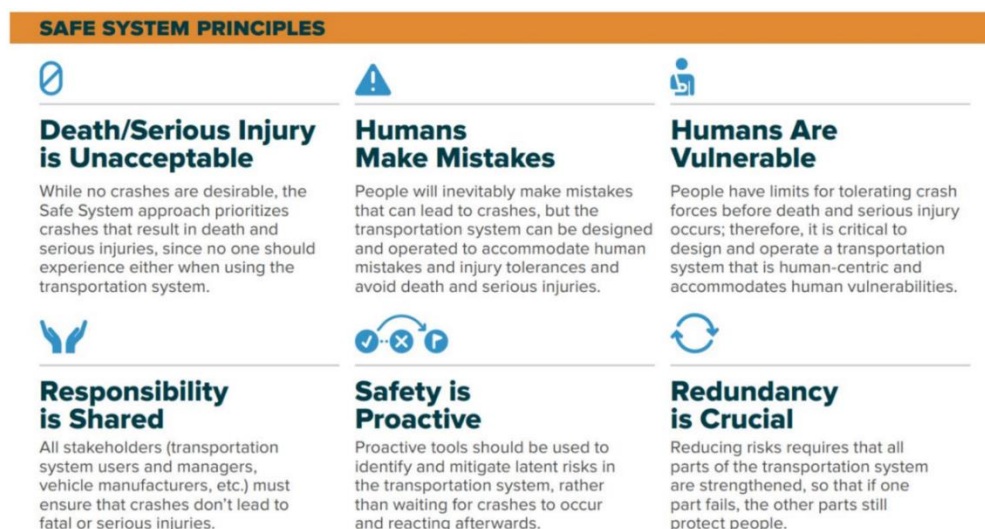 SAFE SYSTEM PRINCIPLES
Death/Serious Injury
is Unacceptable
While no crashes are desirable, the
Safe System approach prioritizes
crashes that result in death and
serious injuries, since no one should
experience either when using the
transportation system.
Humans
Make Mistakes
People will inevitably make mistakes
that can lead to crashes, but the
transportation system can be designed
and operated to accommodate human
mistakes and injury tolerances and
avoid death and serious injuries.
Humans Are
Vulnerable
People have limits for tolerating crash
forces before death and serious injury
occurs; therefore, it is critical to
design and operate a transportation
system that is human-centric and
accommodates human vulnerabilities.
Responsibility
is Shared
All stakeholders (transportation
system users and managers,
vehicle manufacturers, etc.) must
ensure that crashes don't lead to
fatal or serious injuries.
Safety is
Proactive
Proactive tools should be used to
identify and mitigate latent risks in
the transportation system, rather
than waiting for crashes to occur
and reacting afterwards.
Redundancy
is Crucial
Reducing risks requires that all
parts of the transportation system
are strengthened, so that if one
part fails, the other parts still
protect people.